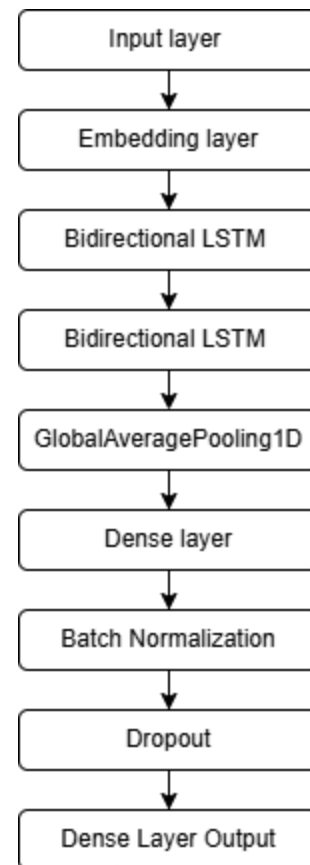 Input layer
Embedding layer
Bidirectional LSTM
Bidirectional LSTM
GlobalAveragePooling1D
Dense layer
Batch Normalization
Dropout
Dense Layer Output